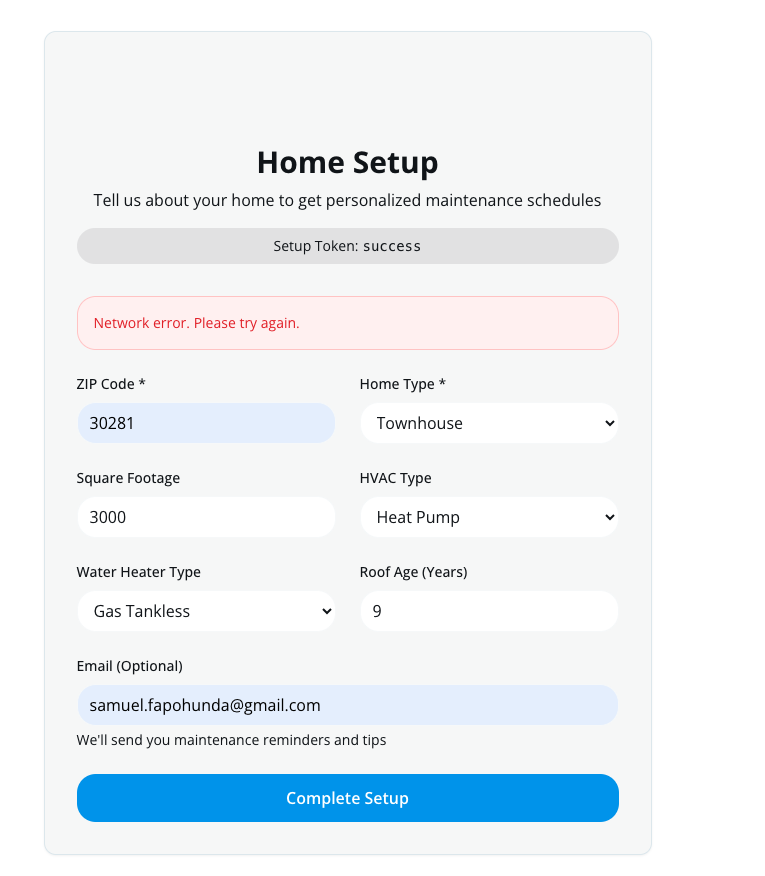 Home Setup
Tell us about your home to get personalized maintenance schedules
Setup Token: success
Network error. Please try again.
ZIP Code *
Home Type *
30281
Townhouse
Square Footage
HVAC Type
3000
Heat Pump
Water Heater Type
Roof Age (Years)
Gas Tankless
9
Email (Optional)
samuel.fapohunda@gmail.com
We'll send you maintenance reminders and tips
Complete Setup